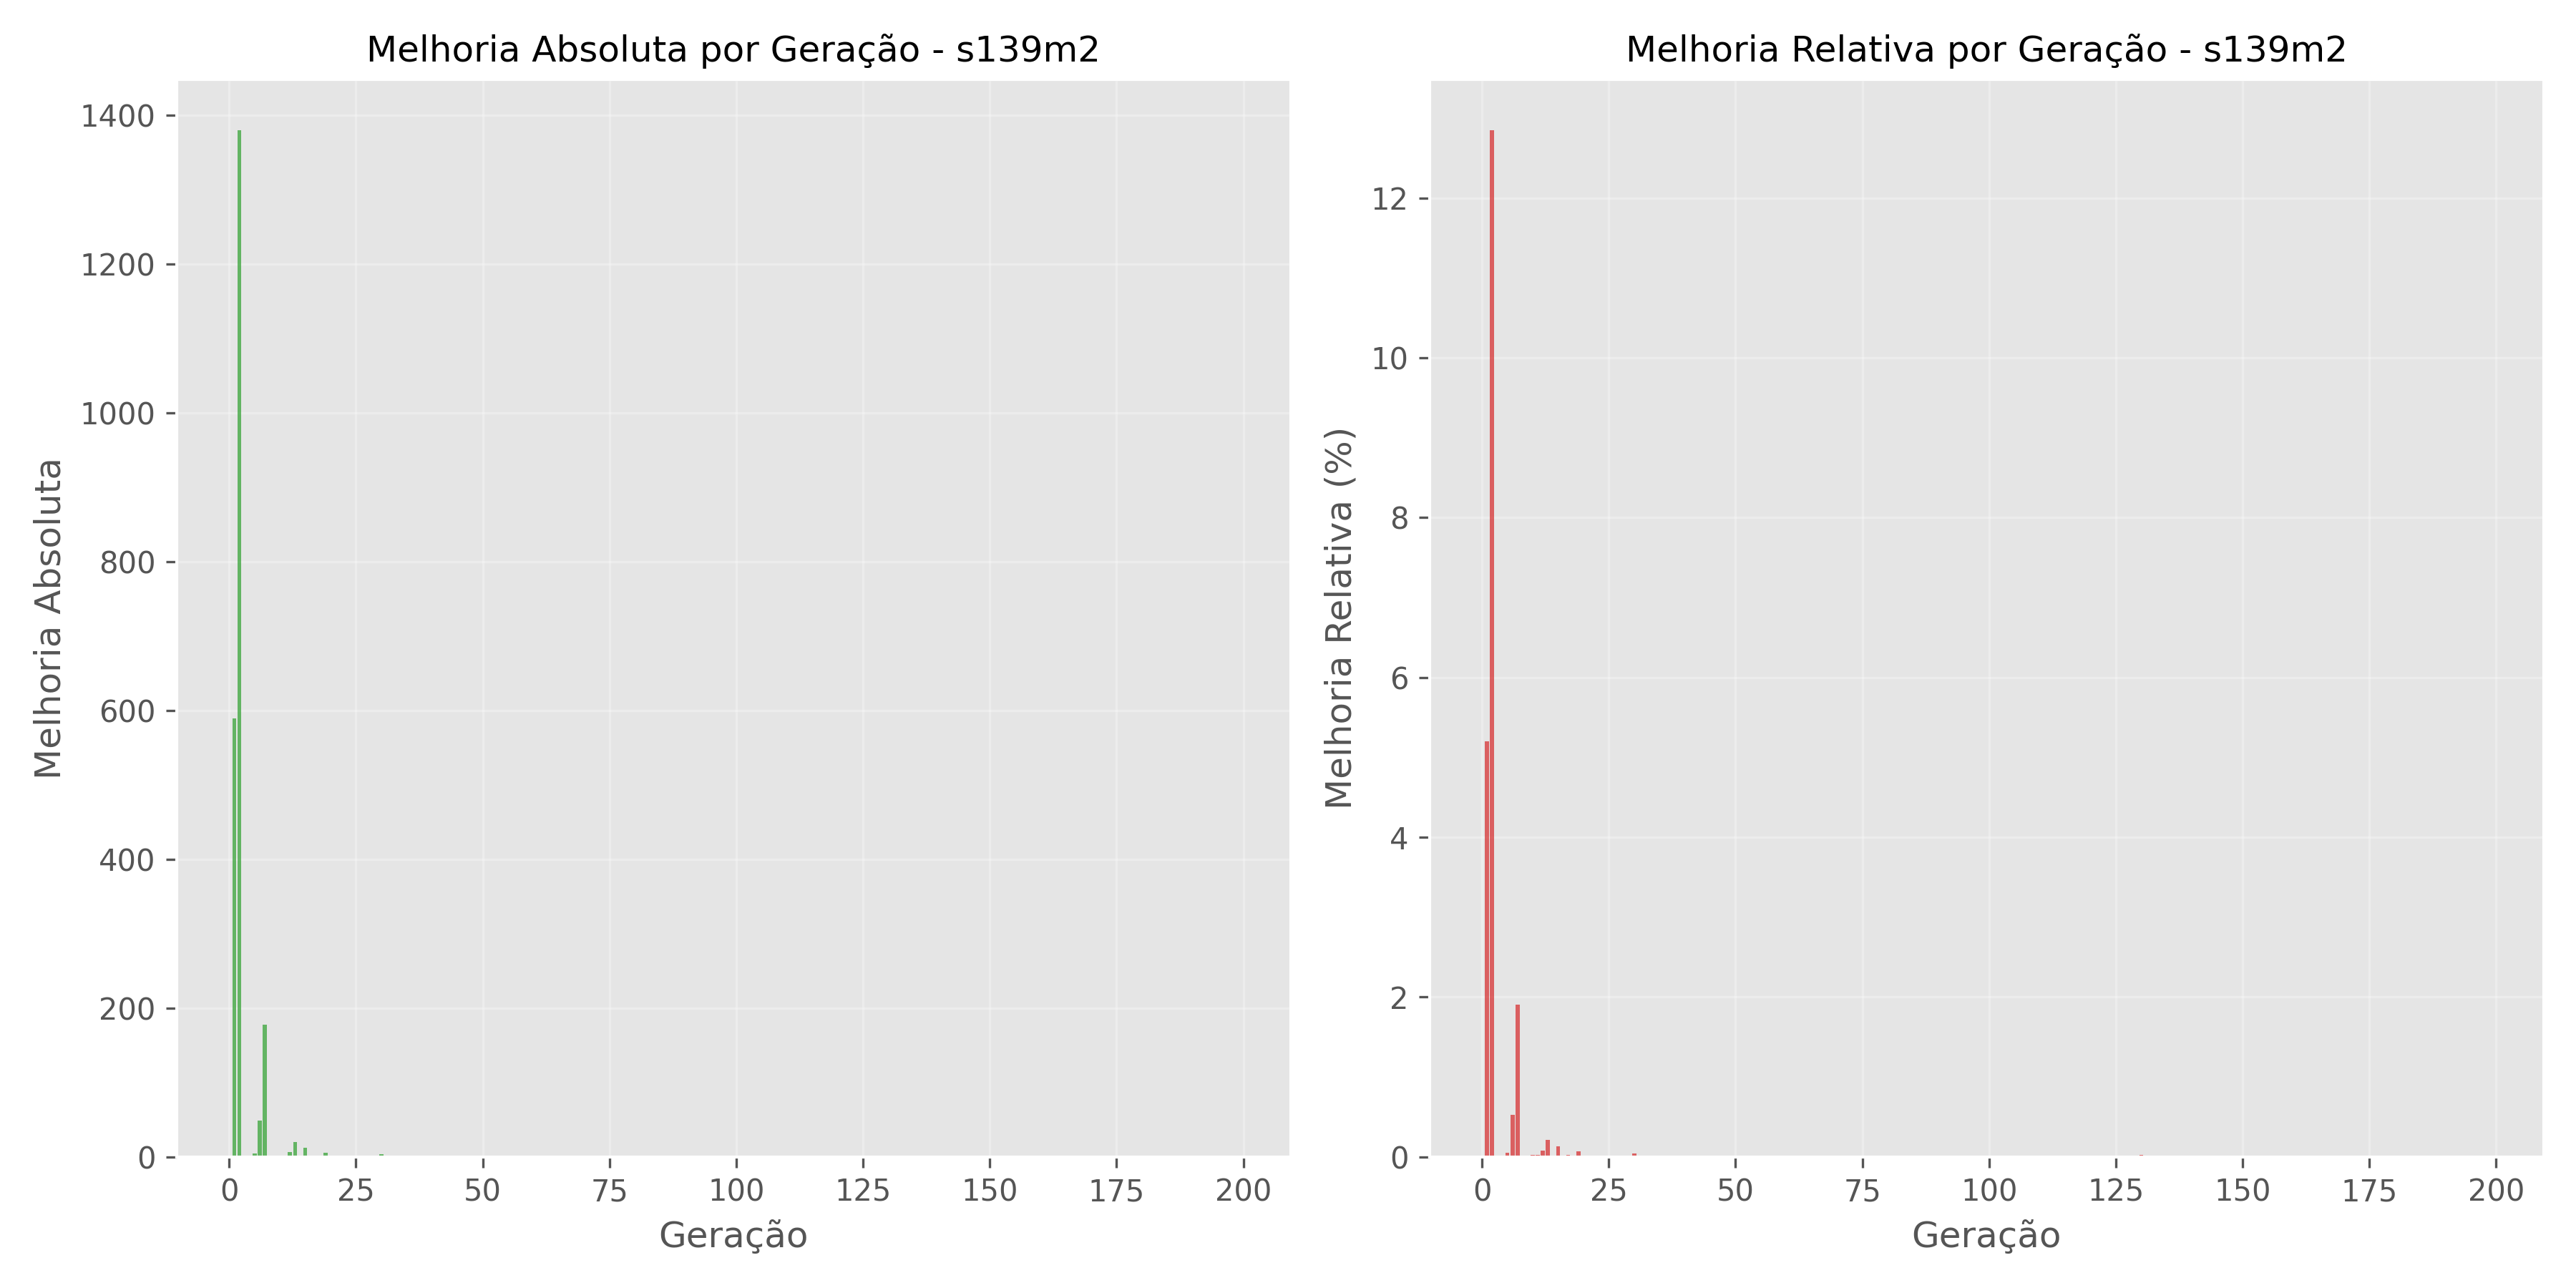 Melhoria Absoluta por Geração - s139m2
1400
1200
1000
800
600
400
200
0
Melhoria Absoluta
0 25 50 75 100 125 150 175 200
Geração
Melhoria Relativa por Geração - s139m2
12
10
8
6
4
2
0
Melhoria Relativa (%)
0 25 50 75 100 125 150 175 200
Geração